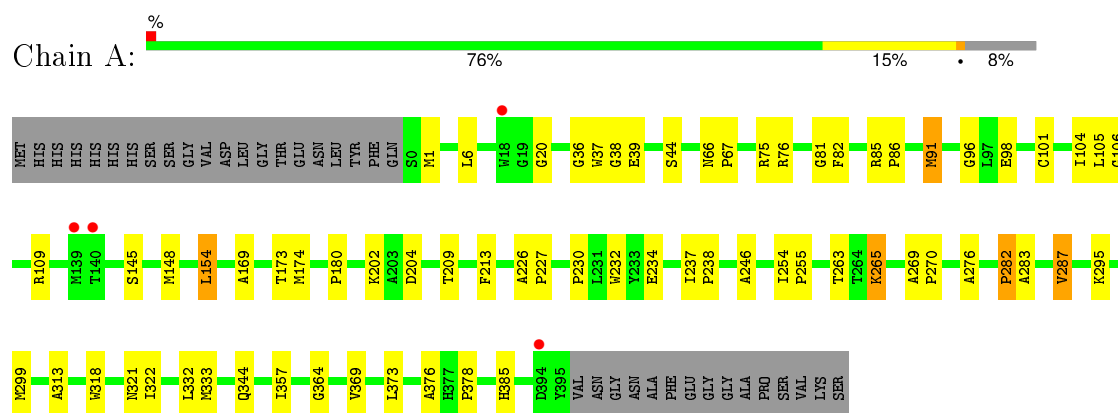 %
Chain A:
76% 15% • 8%
MET HIS HIS HIS HIS HIS HIS SER SER GLY VAL ASP LEU GLY THR GLU ASN LEU TYR PHE GLN S0 M1 L6 W18 G19 G20 G36 W37 G38 E39 S44 N66 P67 R75 R76 G81 F82 R85 P86 M91 G96 L97 E98 C101 I104 L105 G106
R109 M139 T140 S145 M148 L154 A169 T173 M174 P180 K202 A203 D204 T209 F213 A226 P227 P230 L231 W232 Y233 E234 I237 P238 A246 I254 P255 T263 T264 K265 A269 P270 A276 P282 A283 V287 K295
M299 A313 W318 N321 I322 L332 M333 Q344 I357 G364 V369 L373 A376 H377 P378 H385 D394 Y395 VAL ASN GLY ASN ALA PHE GLU GLY GLY ALA PRO SER VAL LYS SER